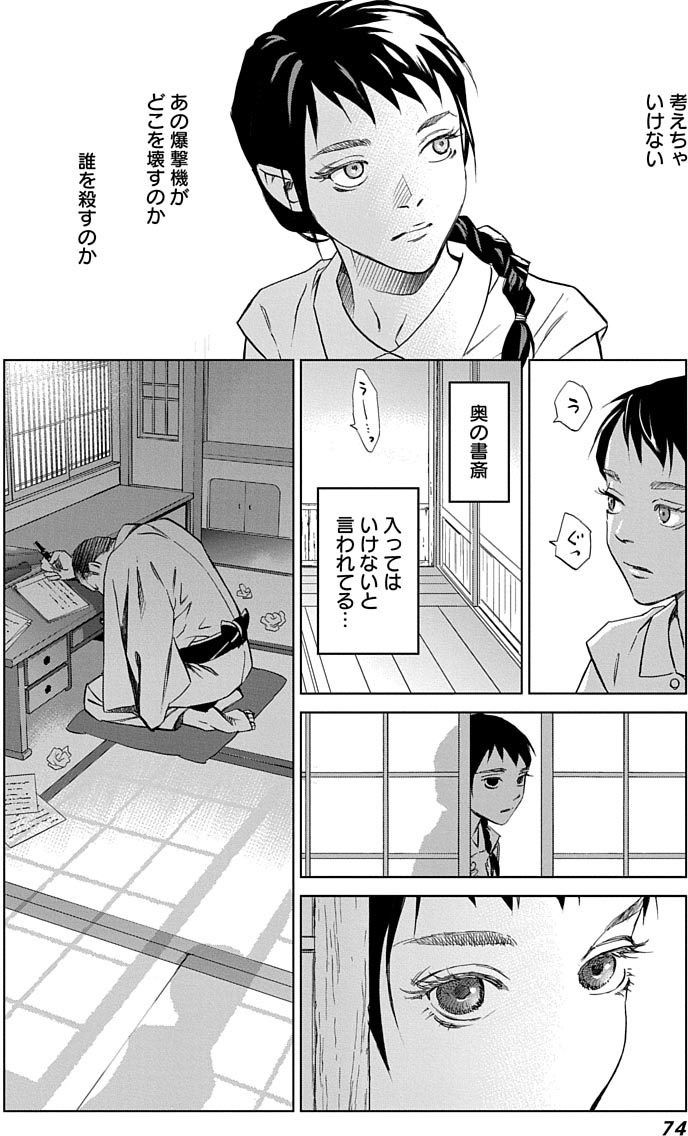 考えちゃ
いけない
あの爆撃機が
どこを壊すのか
誰を殺すのか
う
ぐっ
奥の書斎
うーっ
入っては
いけないと
言われてる…
74